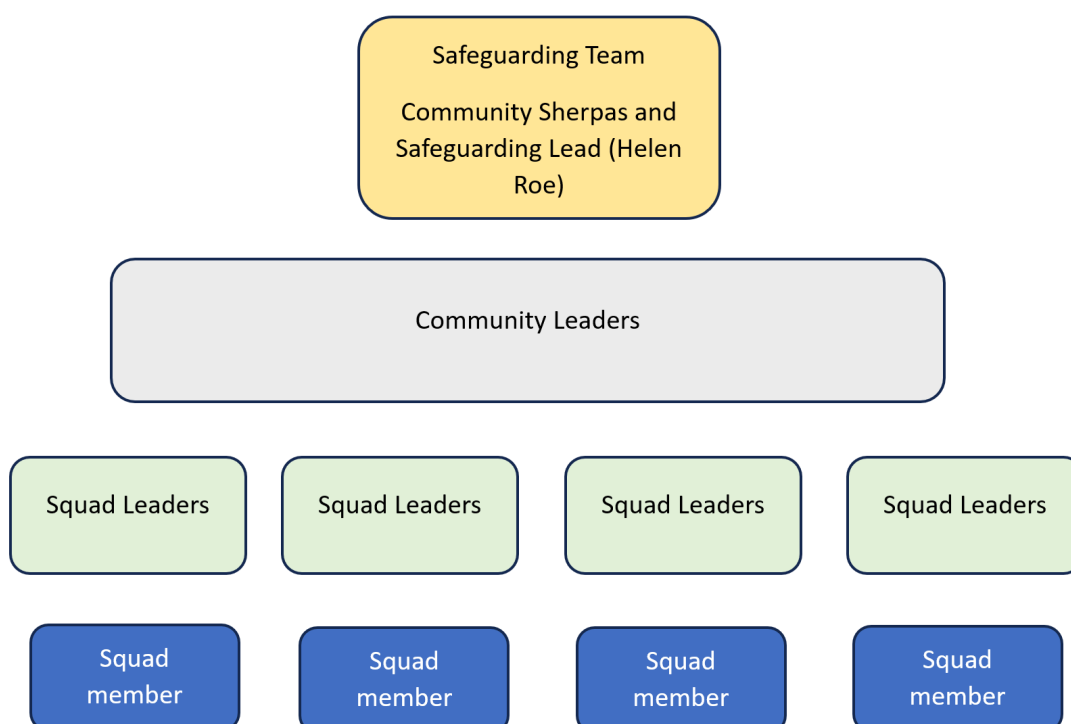 Safeguarding Team
Community Sherpas and
Safeguarding Lead (Helen
Roe)
Community Leaders
Squad Leaders
Squad Leaders
Squad Leaders
Squad Leaders
Squad
member
Squad
member
Squad
member
Squad
member